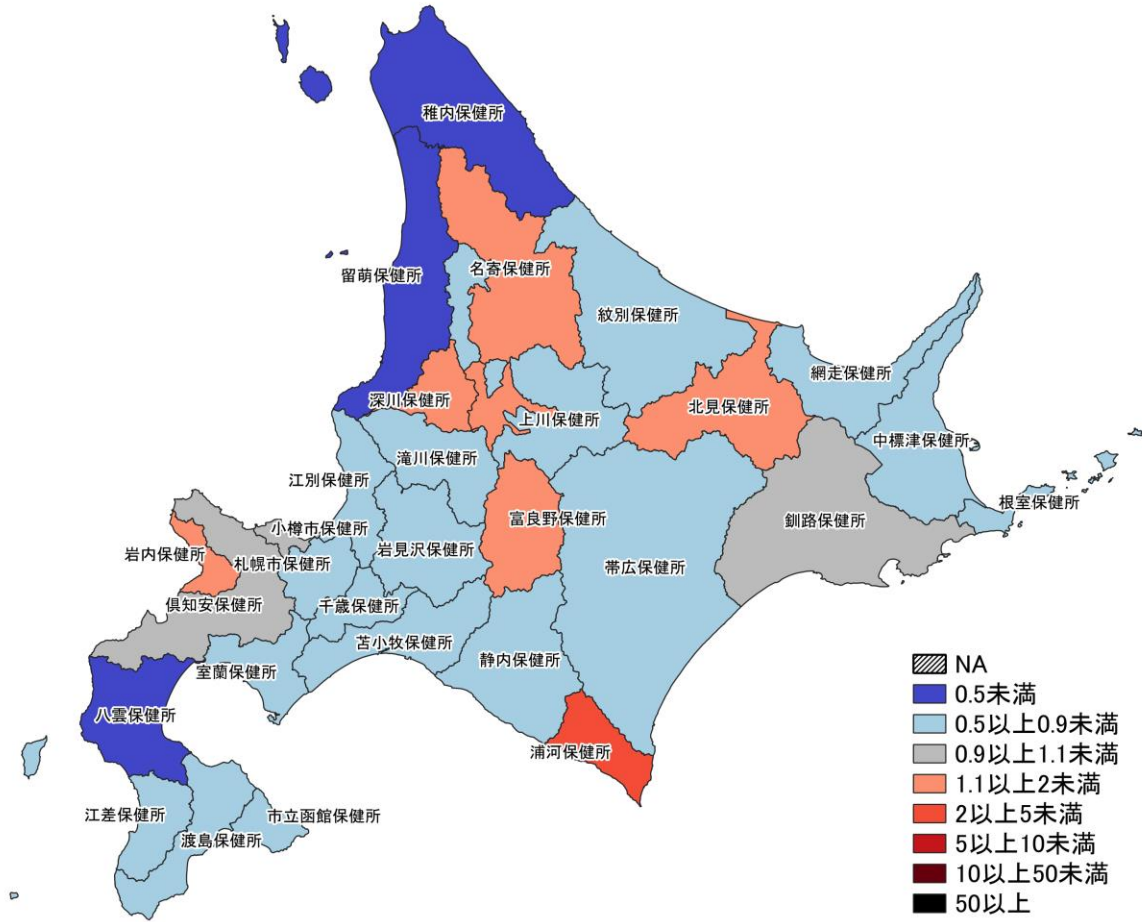 稚内保健所
名寄保健所
留萌保健所
紋別保健所
網走保健所
深川保健所
北見保健所
上川保健所
中標津保健所
滝川保健所
江別保健所
根室保健所
富良野保健所
釧路保健所
小樽市保健所
岩見沢保健所
岩内保健所
札幌市保健所
帯広保健所
倶知安保健所
千歳保健所
苫小牧保健所
静内保健所
室蘭保健所
八雲保健所
浦河保健所
江差保健所
市立函館保健所
渡島保健所
NA
0.5未満
0.5以上0.9未満
0.9以上1.1未満
1.1以上2未満
2以上5未満
5以上10未満
10以上50未満
50以上